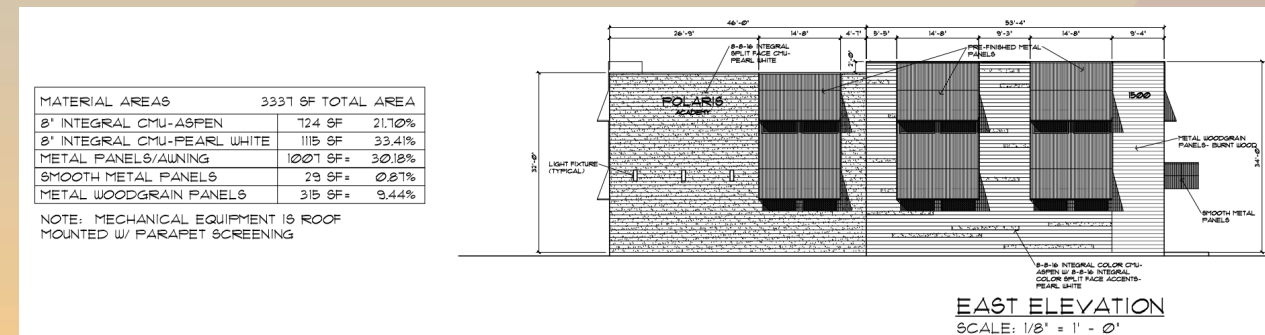 MATERIAL AREAS 3337 SF TOTAL AREA
8" INTEGRAL CMU-ASPEN 724 SF 21.70%
8" INTEGRAL CMU-PEARL WHITE 1115 SF 33.41%
METAL PANELS/AWNING 1007 SF= 30.18%
SMOOTH METAL PANELS 29 SF= 0.87%
METAL WOODGRAIN PANELS 315 SF= 9.44%
NOTE: MECHANICAL EQUIPMENT IS ROOF
MOUNTED W/ PARAPET SCREENING
46'-0" 53'-4"
26'-9" 14'-8" 4'-7" 5'-5" 14'-8" 9'-3" 14'-8" 9'-4"
8-8-16 INTEGRAL
SPLIT FACE CMU-
PEARL WHITE
2'-0"
PRE-FINISHED METAL
PANELS
POLARIS
ACADEMY
1500
32'-0"
LIGHT FIXTURE
(TYPICAL)
METAL WOODGRAIN
PANELS- BURNT WOOD
34'-0"
SMOOTH METAL
PANELS
8-8-16 INTEGRAL COLOR CMU-
ASPEN W/ 8-8-16 INTEGRAL
COLOR SPLIT FACE ACCENTS-
PEARL WHITE
EAST ELEVATION
SCALE: 1/8" = 1' - 0"